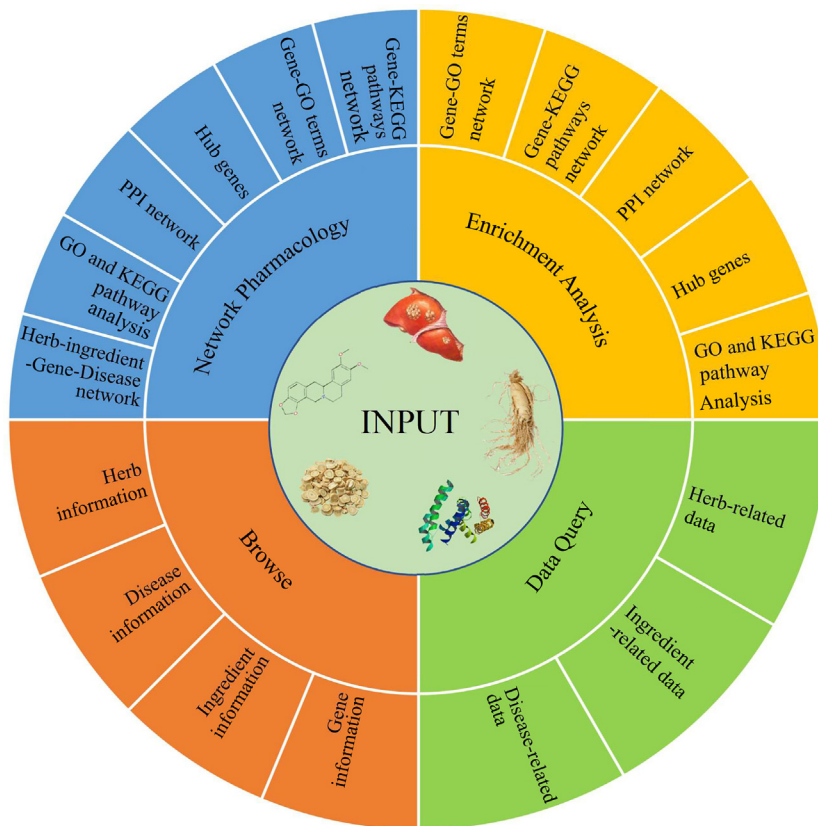 INPUT
Network Pharmacology
Herb-ingredient
-Gene-Disease
network
GO and KEGG
pathway
analysis
PPI network
Hub genes
Gene-GO terms
network
Gene-KEGG
pathways
network
Enrichment Analysis
Gene-GO terms
network
Gene-KEGG
pathways
network
PPI network
Hub genes
GO and KEGG
pathway
Analysis
Data Query
Herb-related
data
Ingredient
-related data
Disease-related
data
Browse
Herb
information
Disease
information
Ingredient
information
Gene
information